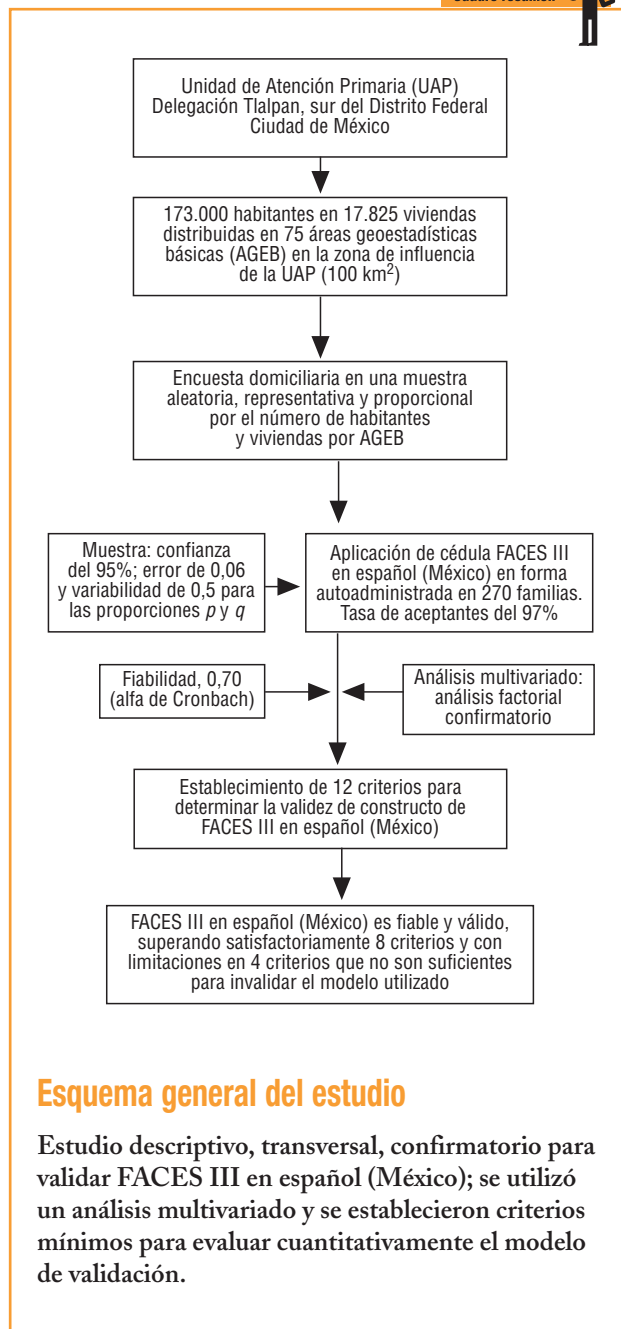 Unidad de Atención Primaria (UAP)
Delegación Tlalpan, sur del Distrito Federal
Ciudad de México
173.000 habitantes en 17.825 viviendas
distribuidas en 75 áreas geoestadísticas
básicas (AGEB) en la zona de influencia
de la UAP (100 km²)
Encuesta domiciliaria en una muestra
aleatoria, representativa y proporcional
por el número de habitantes
y viviendas por AGEB
Muestra: confianza
del 95%; error de 0,06
y variabilidad de 0,5 para
las proporciones p y q
Aplicación de cédula FACES III
en español (México) en forma
autoadministrada en 270 familias.
Tasa de aceptantes del 97%
Fiabilidad, 0,70
(alfa de Cronbach)
Análisis multivariado:
análisis factorial
confirmatorio
Establecimiento de 12 criterios para
determinar la validez de constructo de
FACES III en español (México)
FACES III en español (México) es fiable y válido,
superando satisfactoriamente 8 criterios y con
limitaciones en 4 criterios que no son suficientes
para invalidar el modelo utilizado
Esquema general del estudio
Estudio descriptivo, transversal, confirmatorio para
validar FACES III en español (México); se utilizó
un análisis multivariado y se establecieron criterios
mínimos para evaluar cuantitativamente el modelo
de validación.